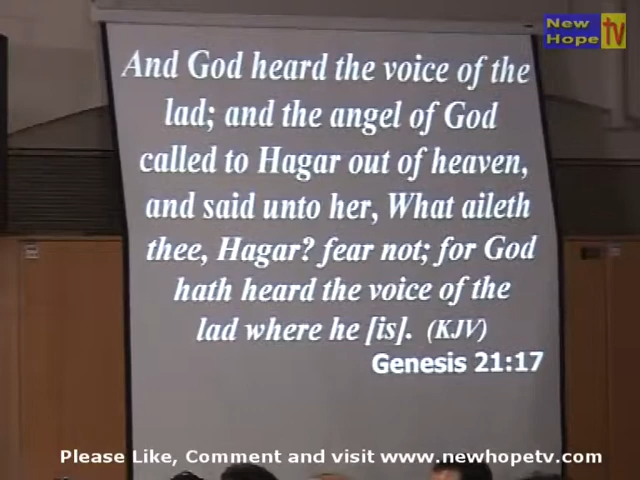 New
Hope tv
And God heard the voice of the
lad; and the angel of God
called to Hagar out of heaven,
and said unto her, What aileth
thee, Hagar? fear not; for God
hath heard the voice of the
lad where he [is]. (KJV)
Genesis 21:17
Please Like, Comment and visit www.newhopetv.com